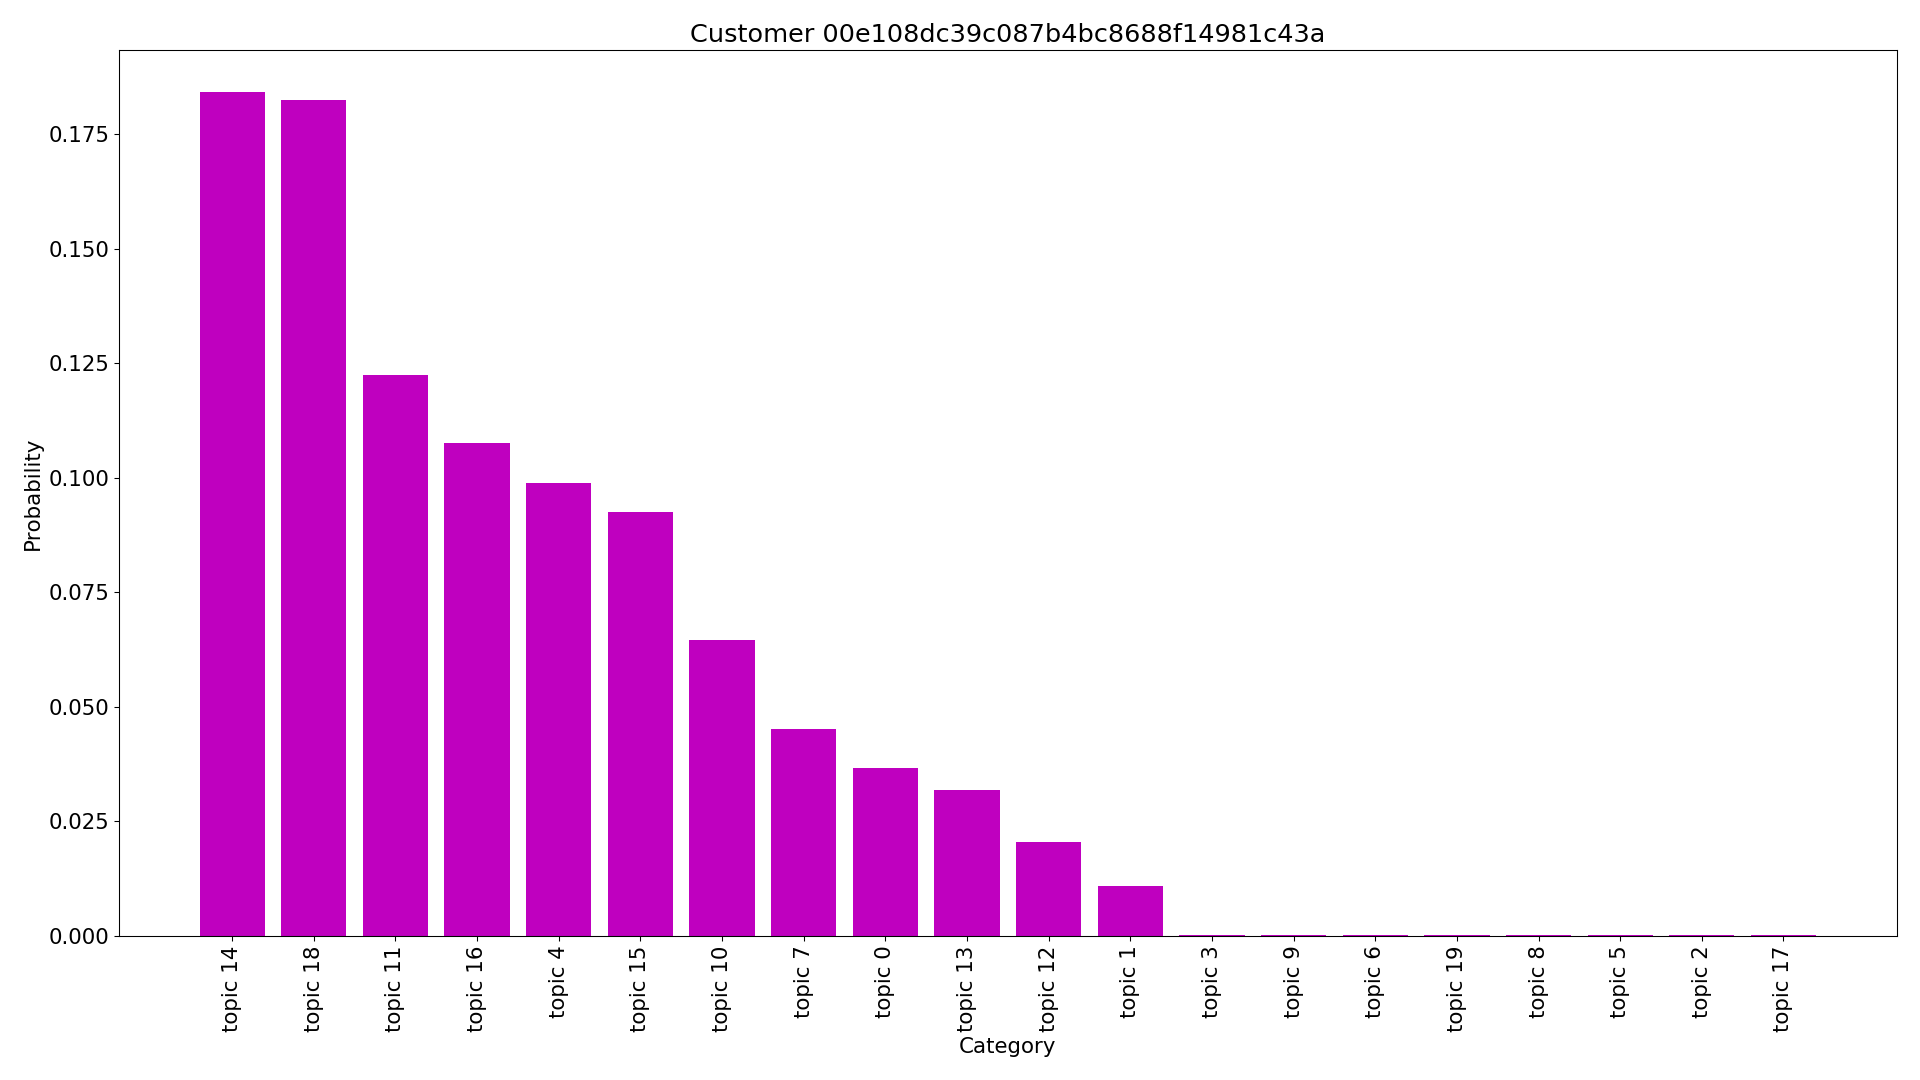 Customer 00e108dc39c087b4bc8688f14981c43a
Probability
0.175
0.150
0.125
0.100
0.075
0.050
0.025
0.000
topic 14
topic 18
topic 11
topic 16
topic 4
topic 15
topic 10
topic 7
topic 0
topic 13
topic 12
topic 1
topic 3
topic 9
topic 6
topic 19
topic 8
topic 5
topic 2
topic 17
Category